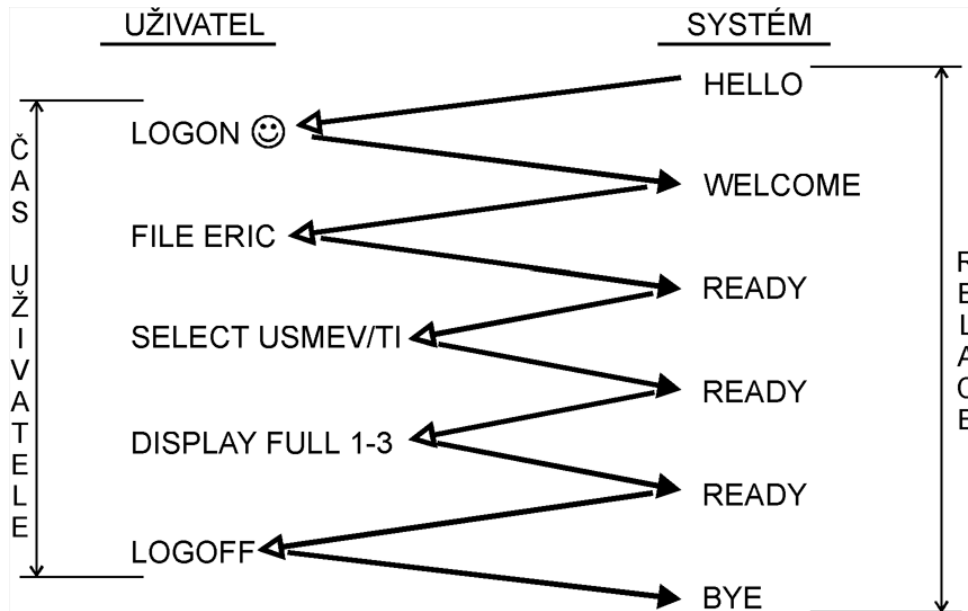 UŽIVATEL
SYSTÉM
HELLO
LOGON
WELCOME
FILE ERIC
READY
SELECT USMEV/TI
READY
DISPLAY FULL 1-3
READY
LOGOFF
BYE
ČAS UŽIVATELE
RELACE